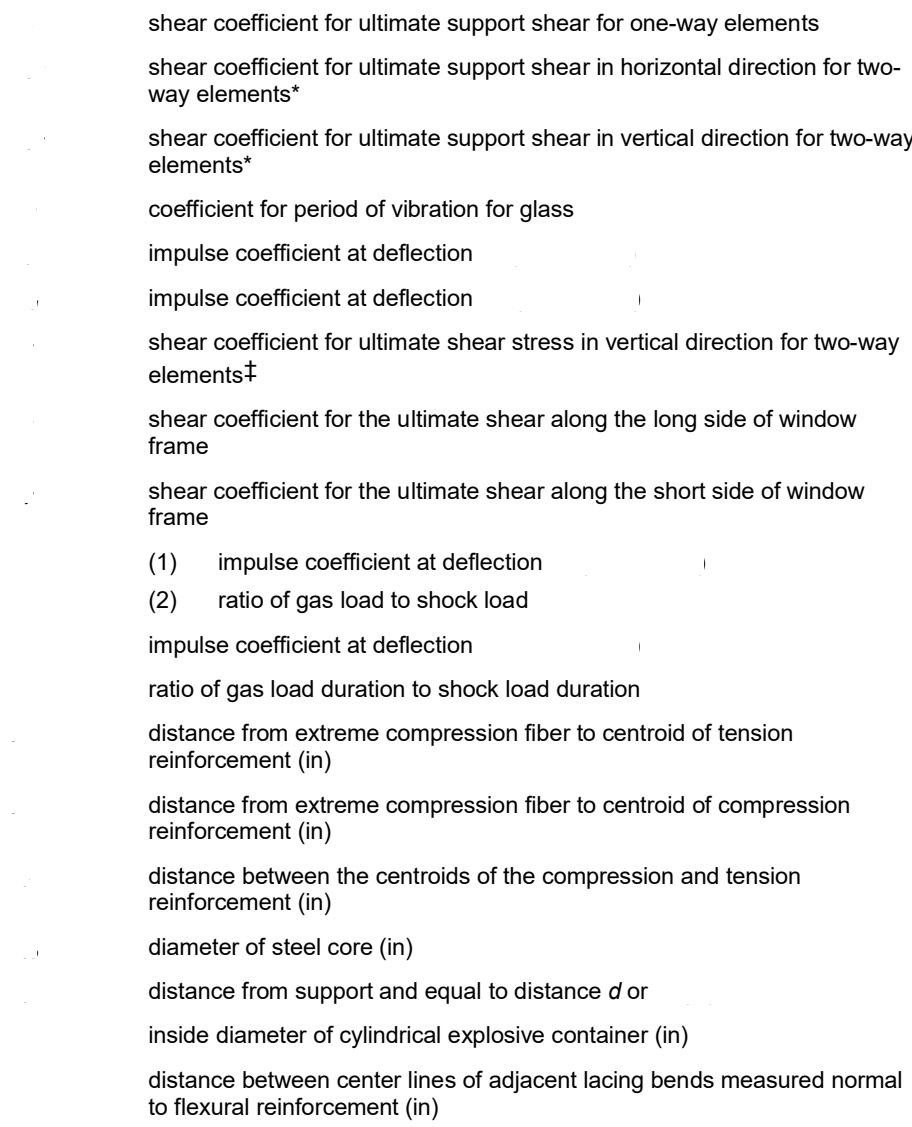 shear coefficient for ultimate support shear for one-way elements
shear coefficient for ultimate support shear in horizontal direction for two-
way elements*
shear coefficient for ultimate support shear in vertical direction for two-way
elements*
coefficient for period of vibration for glass
impulse coefficient at deflection
impulse coefficient at deflection
shear coefficient for ultimate shear stress in vertical direction for two-way
elements‡
shear coefficient for the ultimate shear along the long side of window
frame
shear coefficient for the ultimate shear along the short side of window
frame
(1) impulse coefficient at deflection
(2) ratio of gas load to shock load
impulse coefficient at deflection
ratio of gas load duration to shock load duration
distance from extreme compression fiber to centroid of tension
reinforcement (in)
distance from extreme compression fiber to centroid of compression
reinforcement (in)
distance between the centroids of the compression and tension
reinforcement (in)
diameter of steel core (in)
distance from support and equal to distance d or
inside diameter of cylindrical explosive container (in)
distance between center lines of adjacent lacing bends measured normal
to flexural reinforcement (in)